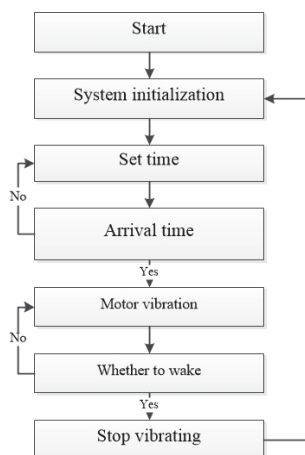 Start
System initialization
Set time
No
Arrival time
Yes
Motor vibration
No
Whether to wake
Yes
Stop vibrating